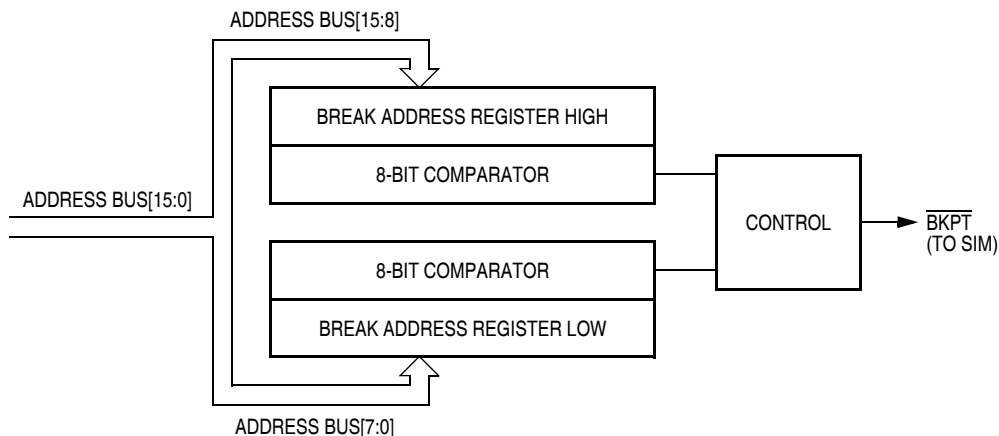 ADDRESS BUS[15:8]
BREAK ADDRESS REGISTER HIGH
8-BIT COMPARATOR
ADDRESS BUS[15:0]
CONTROL
BKPT
(TO SIM)
8-BIT COMPARATOR
BREAK ADDRESS REGISTER LOW
ADDRESS BUS[7:0]